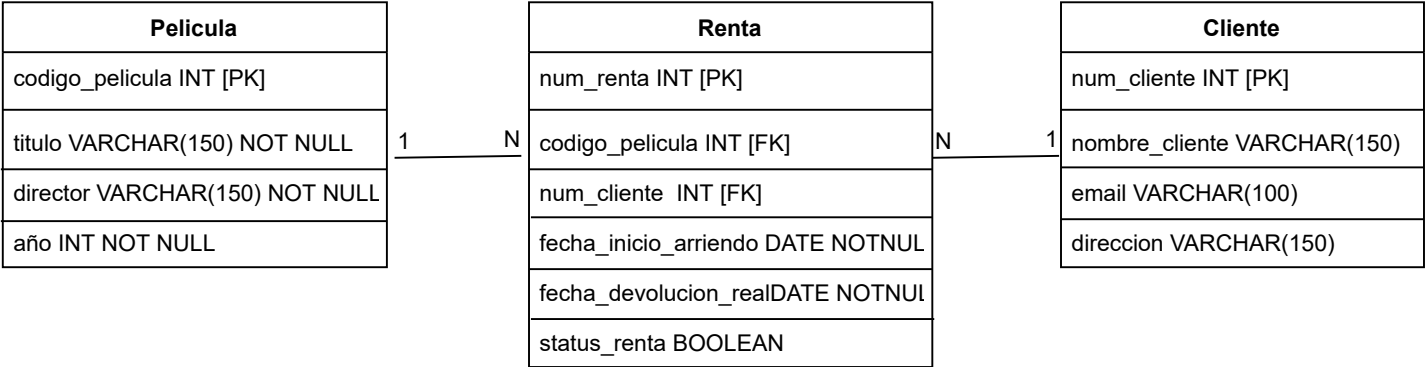 Pelicula
codigo_pelicula INT [PK]
titulo VARCHAR(150) NOT NULL
director VARCHAR(150) NOT NULL
año INT NOT NULL
1
N
Renta
num_renta INT [PK]
codigo_pelicula INT [FK]
num_cliente INT [FK]
fecha_inicio_arriendo DATE NOTNUL
fecha_devolucion_realDATE NOTNUL
status_renta BOOLEAN
N
1
Cliente
num_cliente INT [PK]
nombre_cliente VARCHAR(150)
email VARCHAR(100)
direccion VARCHAR(150)